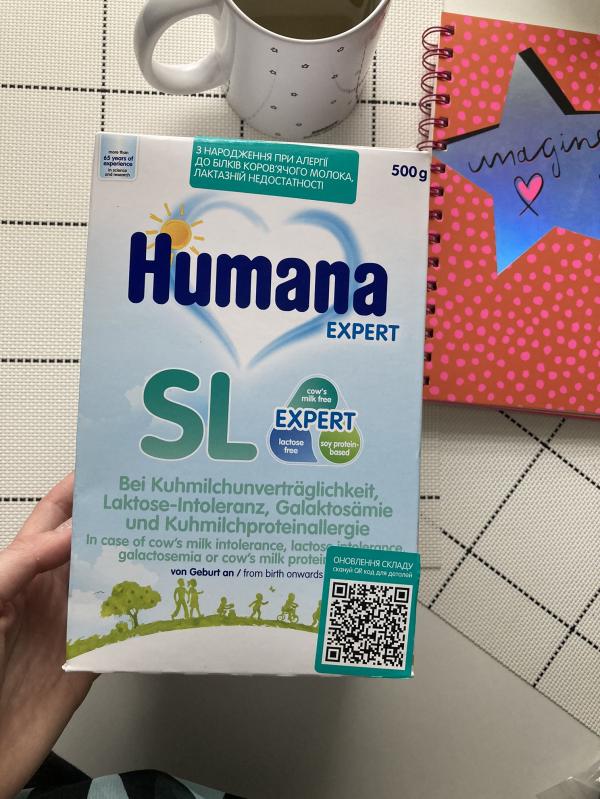 more than
65 years of
experience
in science
and research
З НАРОДЖЕННЯ ПРИ АЛЕРГІЇ
ДО БІЛКІВ КОРОВ'ЯЧОГО МОЛОКА,
ЛАКТАЗНІЙ НЕДОСТАТНОСТІ
500g
imagine
Humana
EXPERT
SL
cow's
milk free
EXPERT
lactose
free
soy protein-
based
Bei Kuhmilchunverträglichkeit,
Laktose-Intoleranz, Galaktosämie
und Kuhmilchproteinallergie
In case of cow's milk intolerance, lactose intolerance,
galactosemia or cow's milk protein
von Geburt an / from birth onwards
ОНОВЛЕННЯ СКЛАДУ
скануй QR код для деталей